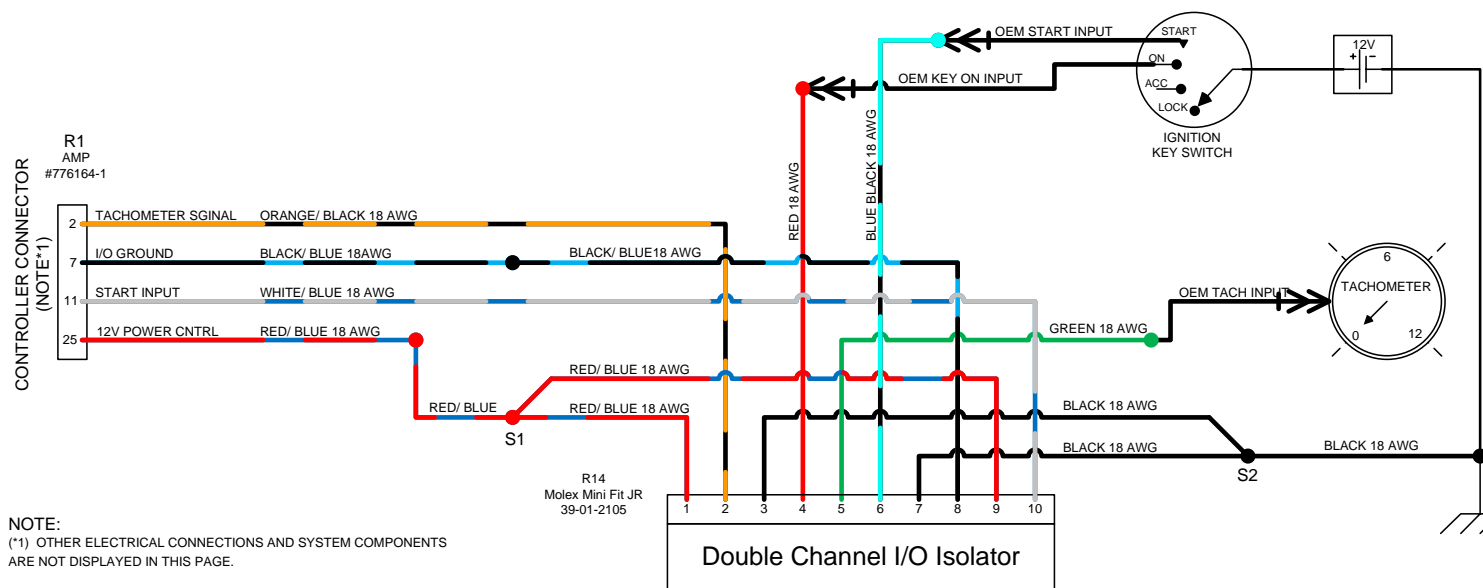 OEM START INPUT
START
12V
+ -
ON
OEM KEY ON INPUT
ACC
LOCK
IGNITION
KEY SWITCH
R1
AMP
#776164-1
CONTROLLER CONNECTOR
(NOTE*1)
RED 18 AWG
BLUE BLACK 18 AWG
2 TACHOMETER SGINAL ORANGE/ BLACK 18 AWG
7 I/O GROUND BLACK/ BLUE 18AWG BLACK/ BLUE18 AWG
11 START INPUT WHITE/ BLUE 18 AWG
25 12V POWER CNTRL RED/ BLUE 18 AWG
OEM TACH INPUT
6
TACHOMETER
0 12
GREEN 18 AWG
RED/ BLUE 18 AWG
RED/ BLUE RED/ BLUE 18 AWG
S1
BLACK 18 AWG
BLACK 18 AWG
BLACK 18 AWG
S2
R14
Molex Mini Fit JR
39-01-2105
1 2 3 4 5 6 7 8 9 10
Double Channel I/O Isolator
NOTE:
(*1) OTHER ELECTRICAL CONNECTIONS AND SYSTEM COMPONENTS
ARE NOT DISPLAYED IN THIS PAGE.